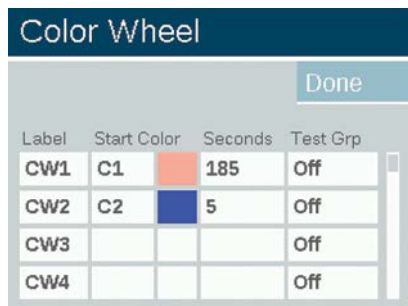 Color Wheel
Done
Label Start Color Seconds Test Grp
CW1 C1 185 Off
CW2 C2 5 Off
CW3 Off
CW4 Off